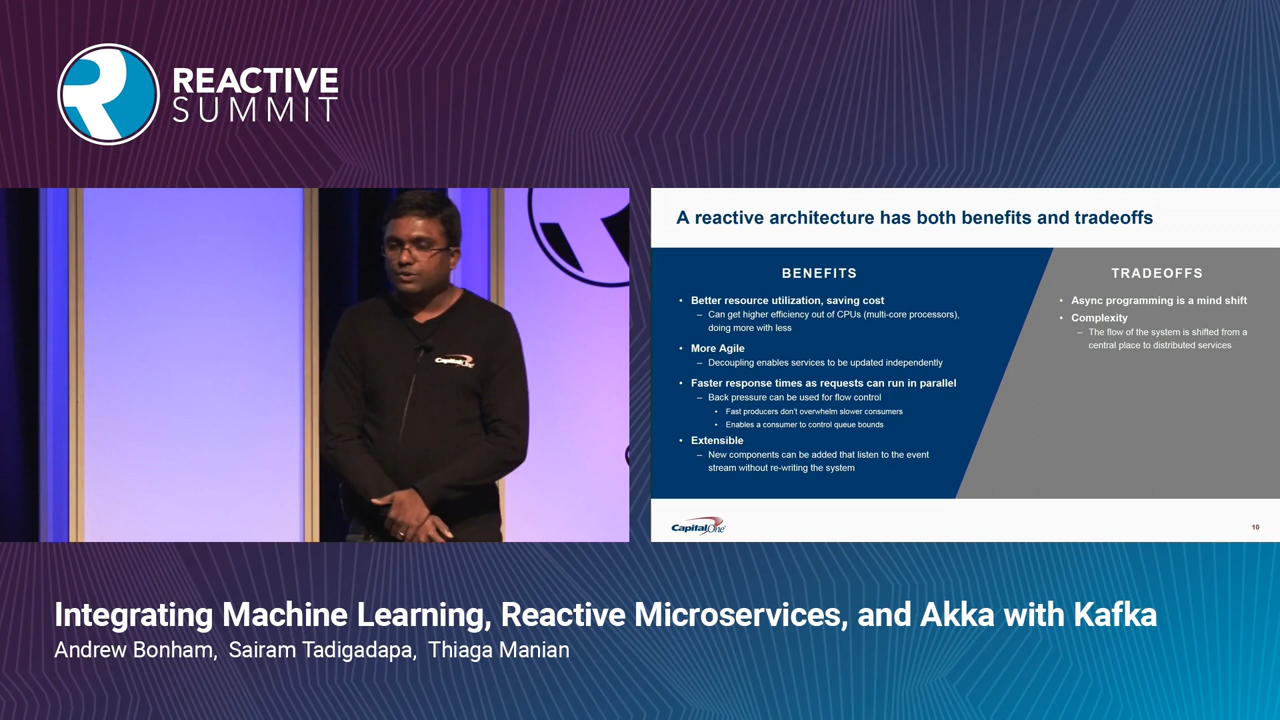 REACTIVE
SUMMIT
CapitalOne
A reactive architecture has both benefits and tradeoffs
BENEFITS
• Better resource utilization, saving cost
– Can get higher efficiency out of CPUs (multi-core processors),
doing more with less
• More Agile
– Decoupling enables services to be updated independently
• Faster response times as requests can run in parallel
– Back pressure can be used for flow control
• Fast producers don't overwhelm slower consumers
• Enables a consumer to control queue bounds
• Extensible
– New components can be added that listen to the event
stream without re-writing the system
TRADEOFFS
• Async programming is a mind shift
• Complexity
– The flow of the system is shifted from a
central place to distributed services
CapitalOne
10
Integrating Machine Learning, Reactive Microservices, and Akka with Kafka
Andrew Bonham, Sairam Tadigadapa, Thiaga Manian